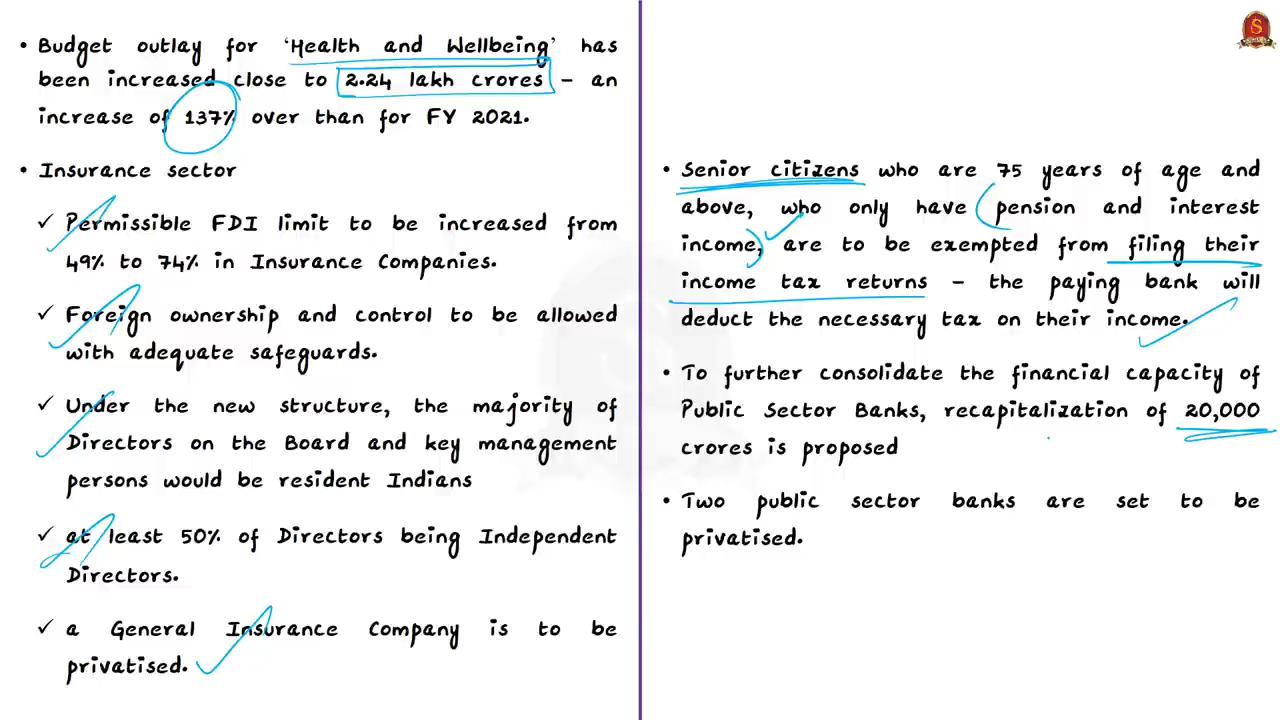 • Budget outlay for ‘Health and Wellbeing’ has
been increased close to 2.24 lakh crores – an
increase of 137% over than for FY 2021.
• Insurance sector
✓ Permissible FDI limit to be increased from
49% to 74% in Insurance Companies.
✓ Foreign ownership and control to be allowed
with adequate safeguards.
✓ Under the new structure, the majority of
Directors on the Board and key management
persons would be resident Indians
✓ at least 50% of Directors being Independent
Directors.
✓ a General Insurance Company is to be
privatised.
• Senior citizens who are 75 years of age and
above, who only have pension and interest
income, are to be exempted from filing their
income tax returns – the paying bank will
deduct the necessary tax on their income.
• To further consolidate the financial capacity of
Public Sector Banks, recapitalization of 20,000
crores is proposed
• Two public sector banks are set to be
privatised.